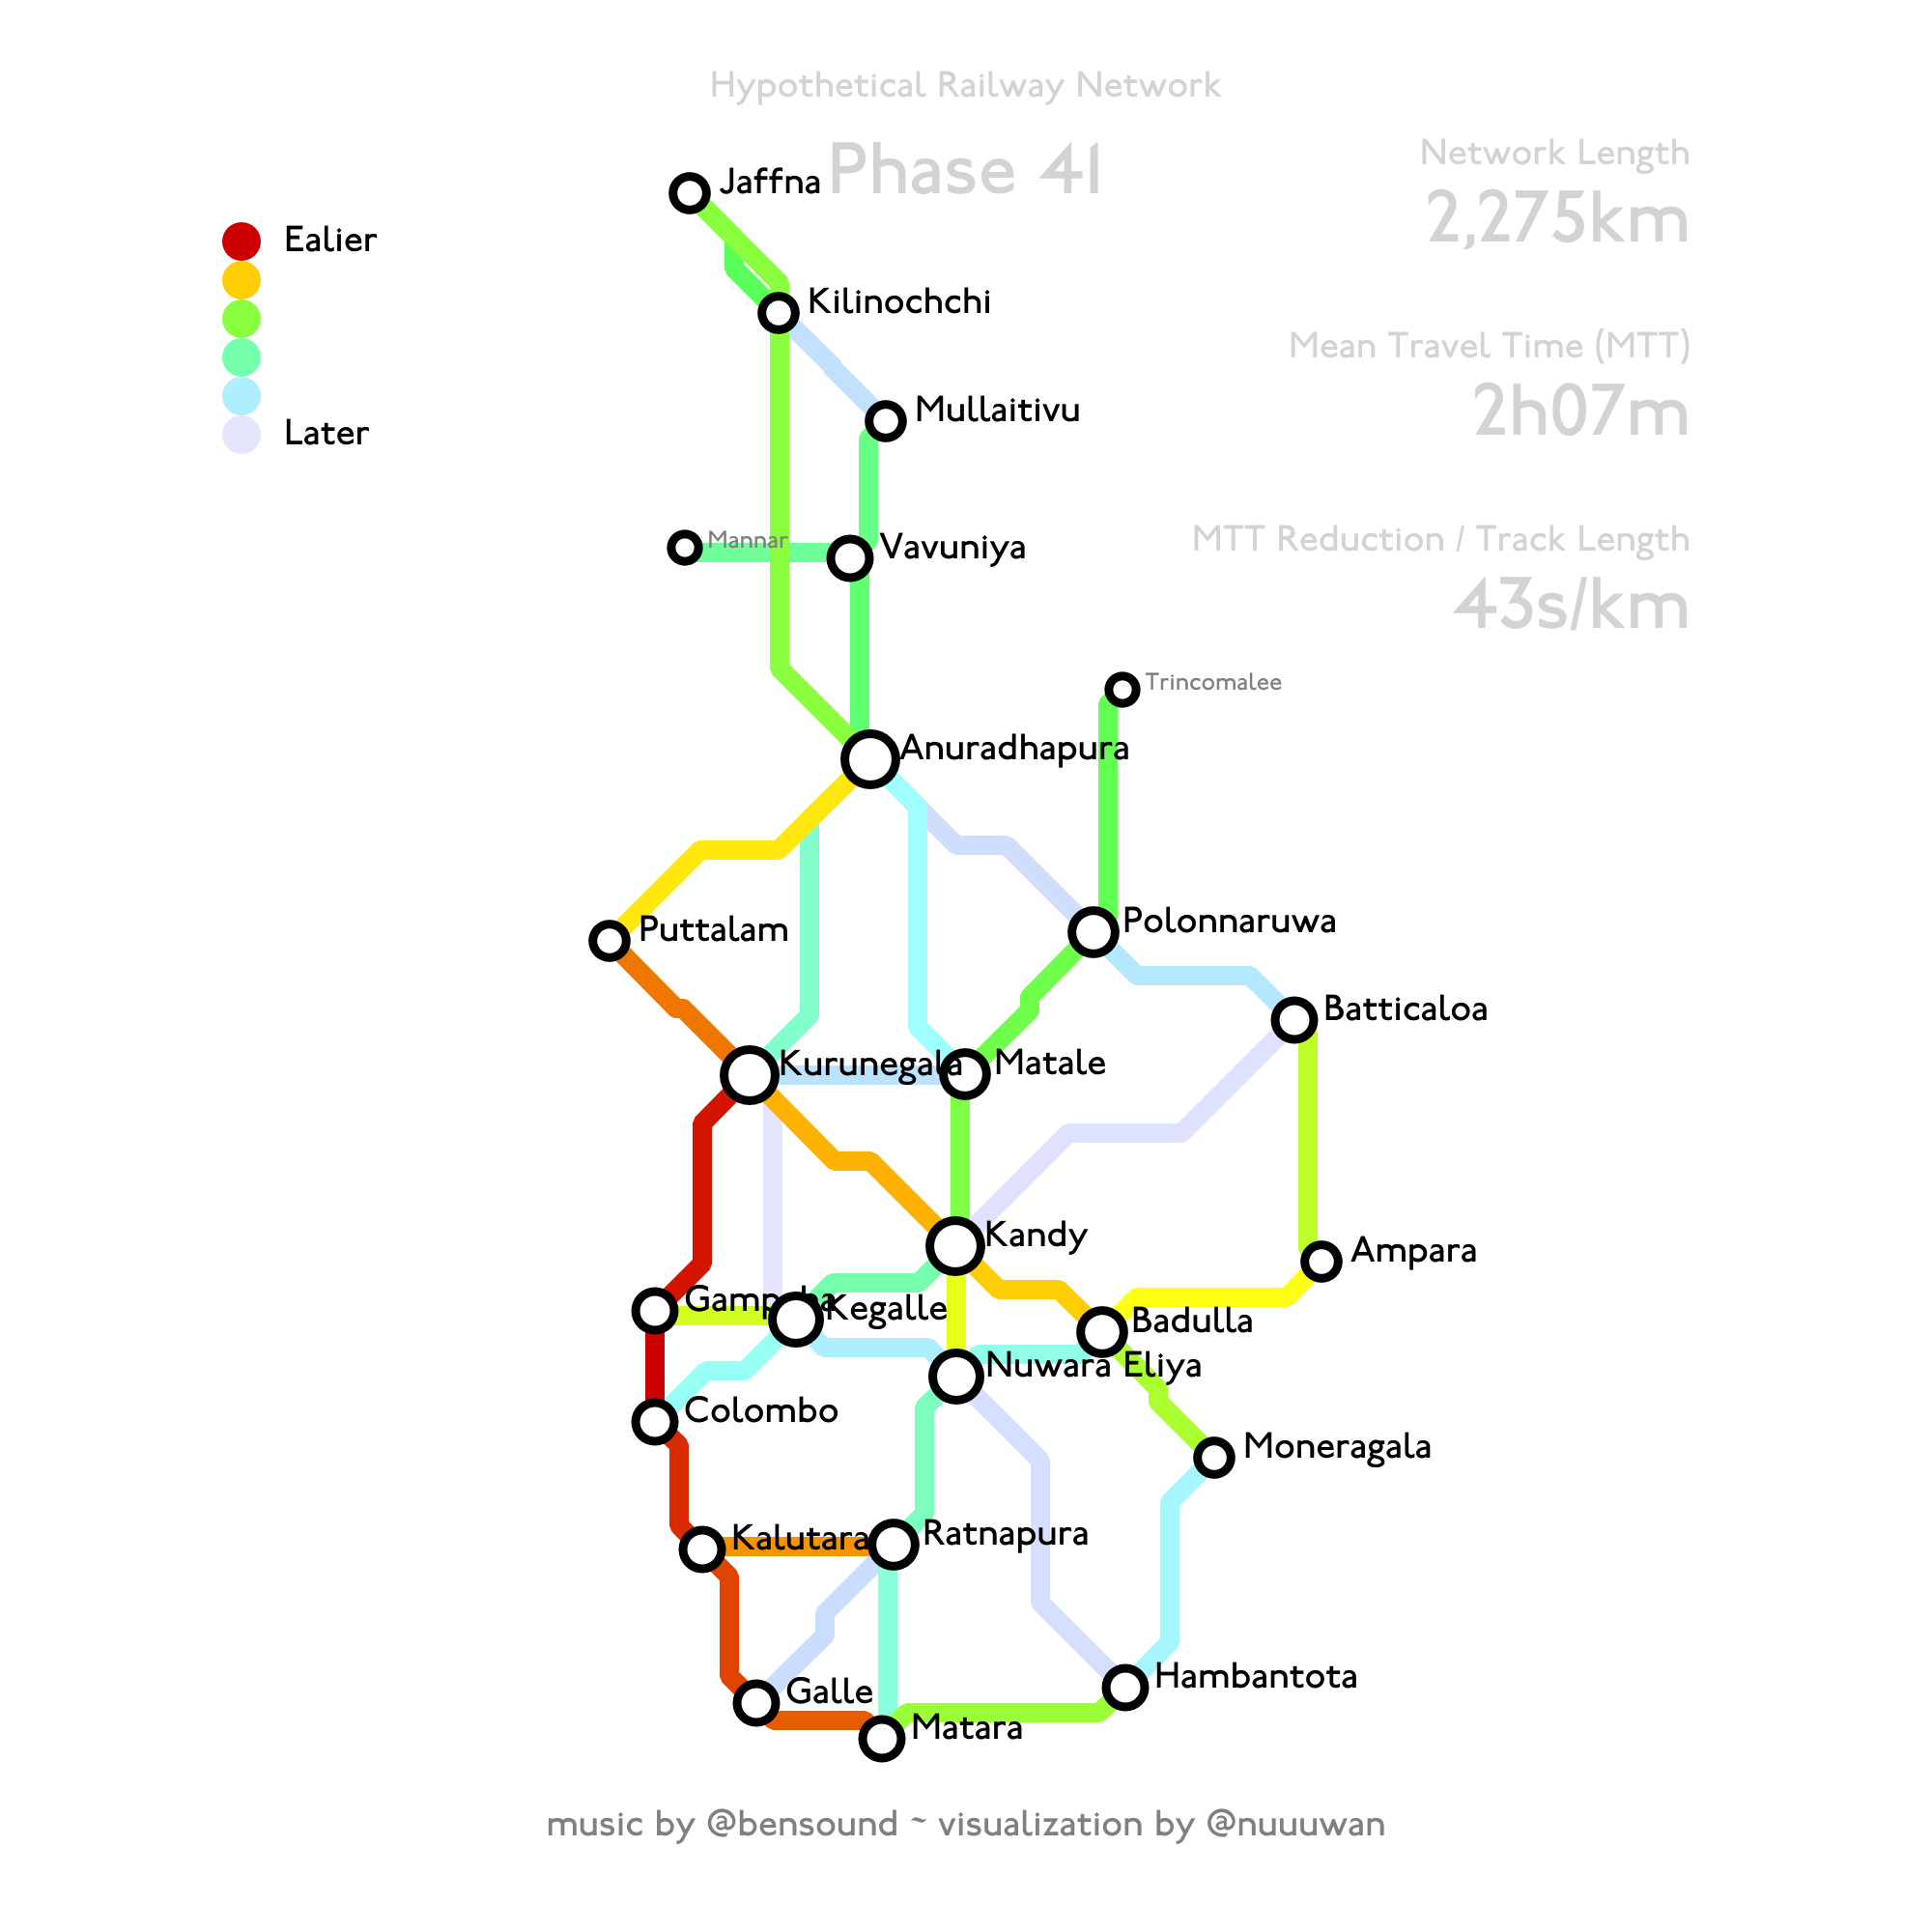 Hypothetical Railway Network
Phase 41
Network Length
2,275km
Mean Travel Time (MTT)
2h07m
MTT Reduction / Track Length
43s/km
Ealier
Later
Jaffna
Kilinochchi
Mullaitivu
Mannar
Vavuniya
Trincomalee
Anuradhapura
Puttalam
Polonnaruwa
Batticaloa
Kurunegala
Matale
Kandy
Ampara
Gampaha
Kegalle
Badulla
Nuwara Eliya
Colombo
Moneragala
Kalutara
Ratnapura
Galle
Hambantota
Matara
music by @bensound ~ visualization by @nuuuwan